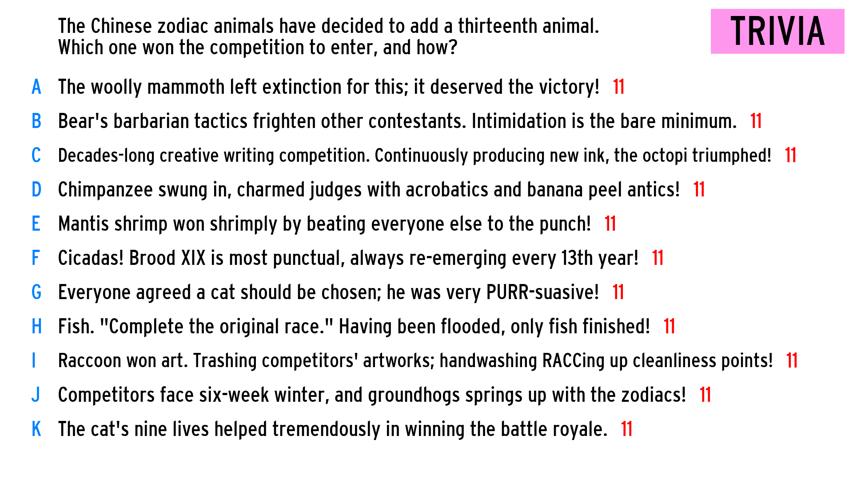 The Chinese zodiac animals have decided to add a thirteenth animal.
Which one won the competition to enter, and how?
TRIVIA
A The woolly mammoth left extinction for this; it deserved the victory! 11
B Bear's barbarian tactics frighten other contestants. Intimidation is the bare minimum. 11
C Decades-long creative writing competition. Continuously producing new ink, the octopi triumphed! 11
D Chimpanzee swung in, charmed judges with acrobatics and banana peel antics! 11
E Mantis shrimp won shrimply by beating everyone else to the punch! 11
F Cicadas! Brood XIX is most punctual, always re-emerging every 13th year! 11
G Everyone agreed a cat should be chosen; he was very PURR-suasive! 11
H Fish. "Complete the original race." Having been flooded, only fish finished! 11
I Raccoon won art. Trashing competitors' artworks; handwashing RACCing up cleanliness points! 11
J Competitors face six-week winter, and groundhogs springs up with the zodiacs! 11
K The cat's nine lives helped tremendously in winning the battle royale. 11